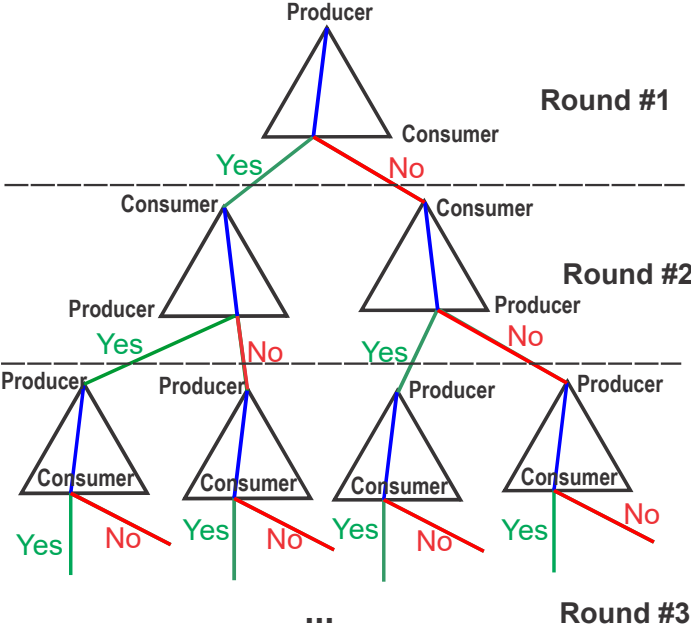 Producer
Round #1
Consumer
Yes
No
Consumer
Consumer
Round #2
Producer
Producer
Yes
No
Yes
No
Producer
Producer
Producer
Producer
Consumer
Consumer
Consumer
Consumer
Yes
No
Yes
No
Yes
No
Yes
No
...
Round #3